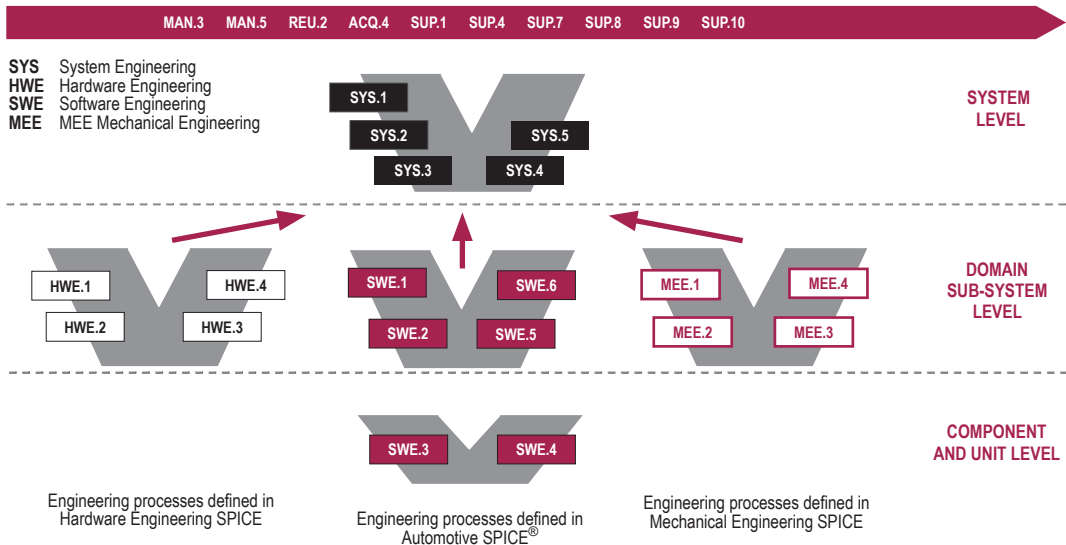 MAN.3 MAN.5 REU.2 ACQ.4 SUP.1 SUP.4 SUP.7 SUP.8 SUP.9 SUP.10
SYS System Engineering
HWE Hardware Engineering
SWE Software Engineering
MEE MEE Mechanical Engineering
SYS.1
SYS.2
SYS.3
SYS.5
SYS.4
SYSTEM
LEVEL
HWE.1
HWE.2
HWE.4
HWE.3
SWE.1
SWE.2
SWE.6
SWE.5
MEE.1
MEE.2
MEE.4
MEE.3
DOMAIN
SUB-SYSTEM
LEVEL
SWE.3
SWE.4
COMPONENT
AND UNIT LEVEL
Engineering processes defined in
Hardware Engineering SPICE
Engineering processes defined in
Automotive SPICE®
Engineering processes defined in
Mechanical Engineering SPICE